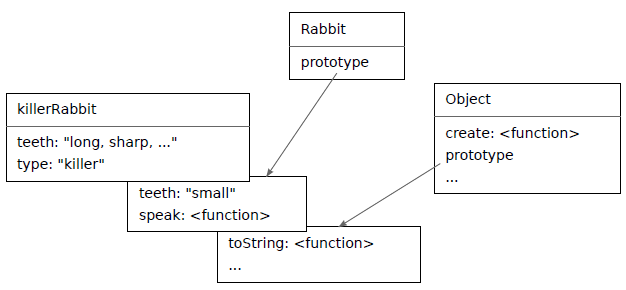 Rabbit
prototype
killerRabbit
teeth: "long, sharp, ..."
type: "killer"
Object
create: <function>
prototype
...
teeth: "small"
speak: <function>
toString: <function>
...